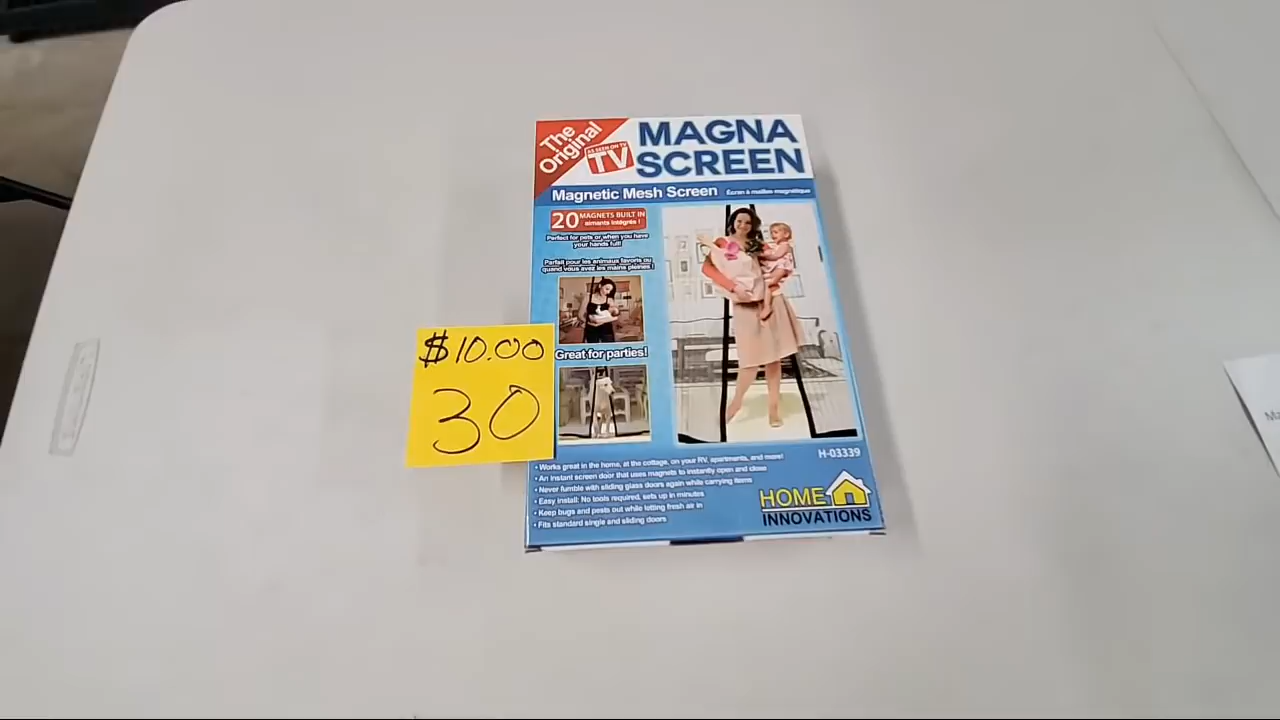 The
Original
AS SEEN ON TV
TV
MAGNA
SCREEN
Magnetic Mesh Screen
Écran à mailles magnétique
20 MAGNETS BUILT IN
aimants intégrés !
Perfect for pets or when you have
your hands full!
Parfait pour les animaux favoris ou
quand vous avez les mains pleines !
Great for parties!
$10.00
30
• Works great in the home, at the cottage, on your RV, apartments, and more!
• An instant screen door that uses magnets to instantly open and close
• Never fumble with sliding glass doors again while carrying items
• Easy install: No tools required, sets up in minutes
• Keep bugs and pests out while letting fresh air in
• Fits standard single and sliding doors
H-03339
HOME
INNOVATIONS